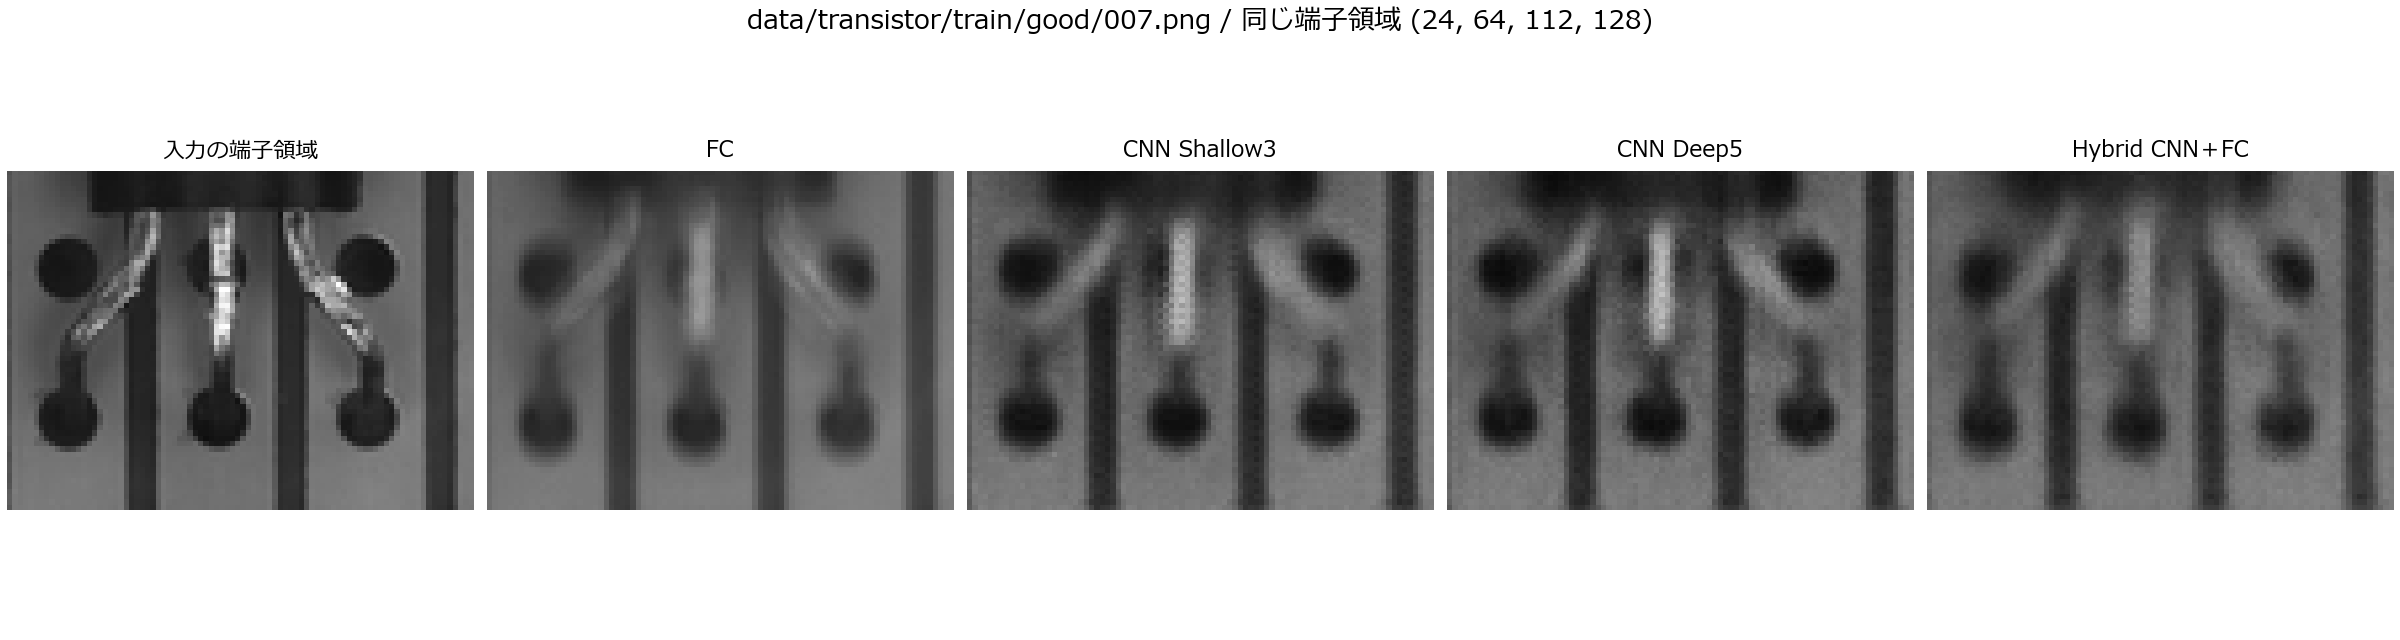 data/transistor/train/good/007.png / 同じ端子領域 (24, 64, 112, 128)
入力の端子領域
FC
CNN Shallow3
CNN Deep5
Hybrid CNN+FC